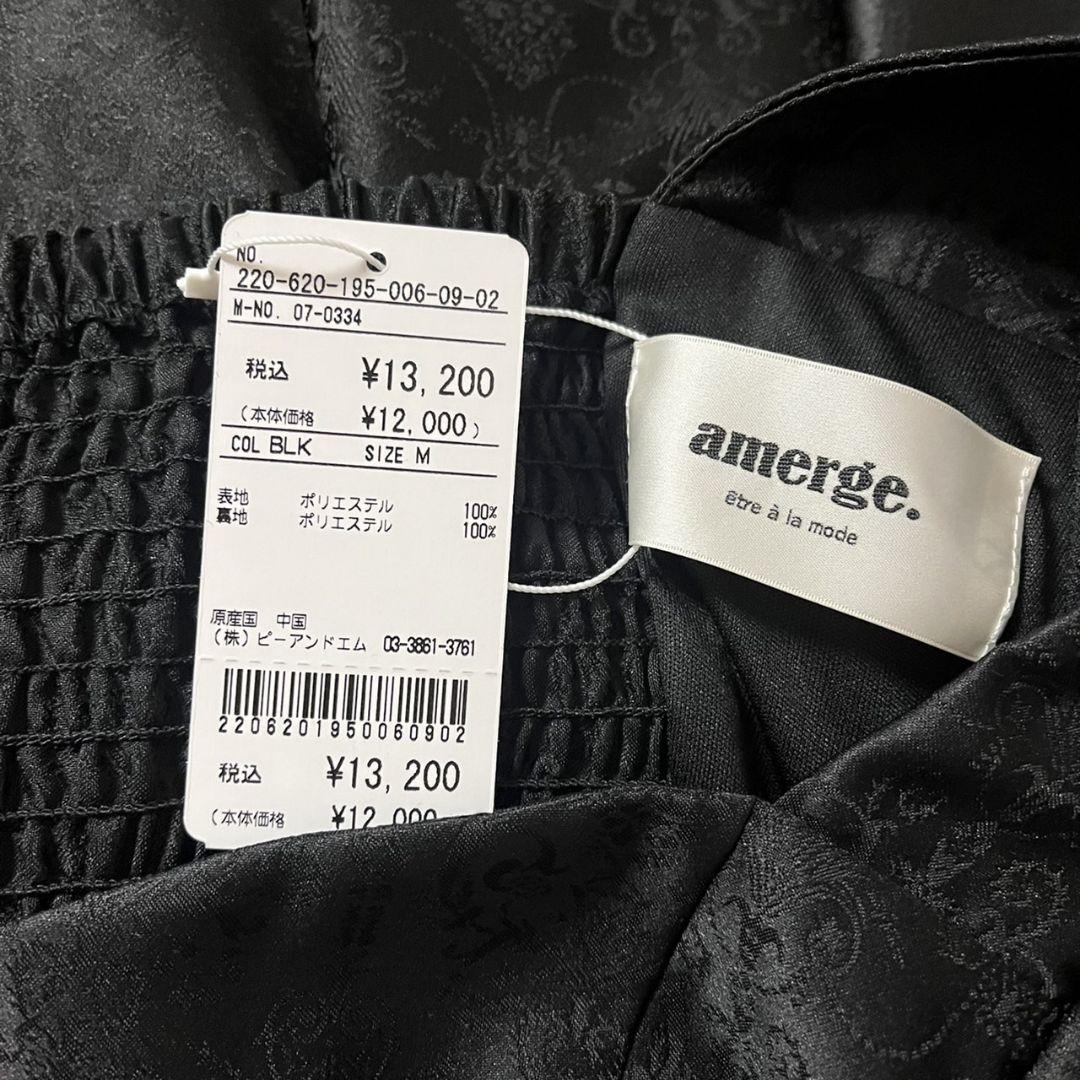 NO.
220-620-195-006-09-02
M-NO. 07-0334
税込 ¥13,200
(本体価格 ¥12,000)
COL BLK SIZE M
表地 ポリエステル 100%
裏地 ポリエステル 100%
原産国 中国
(株)ピーアンドエム 03-3861-3761
2206201950060902
税込 ¥13,200
(本体価格 ¥12,000
amerge.
être à la mode